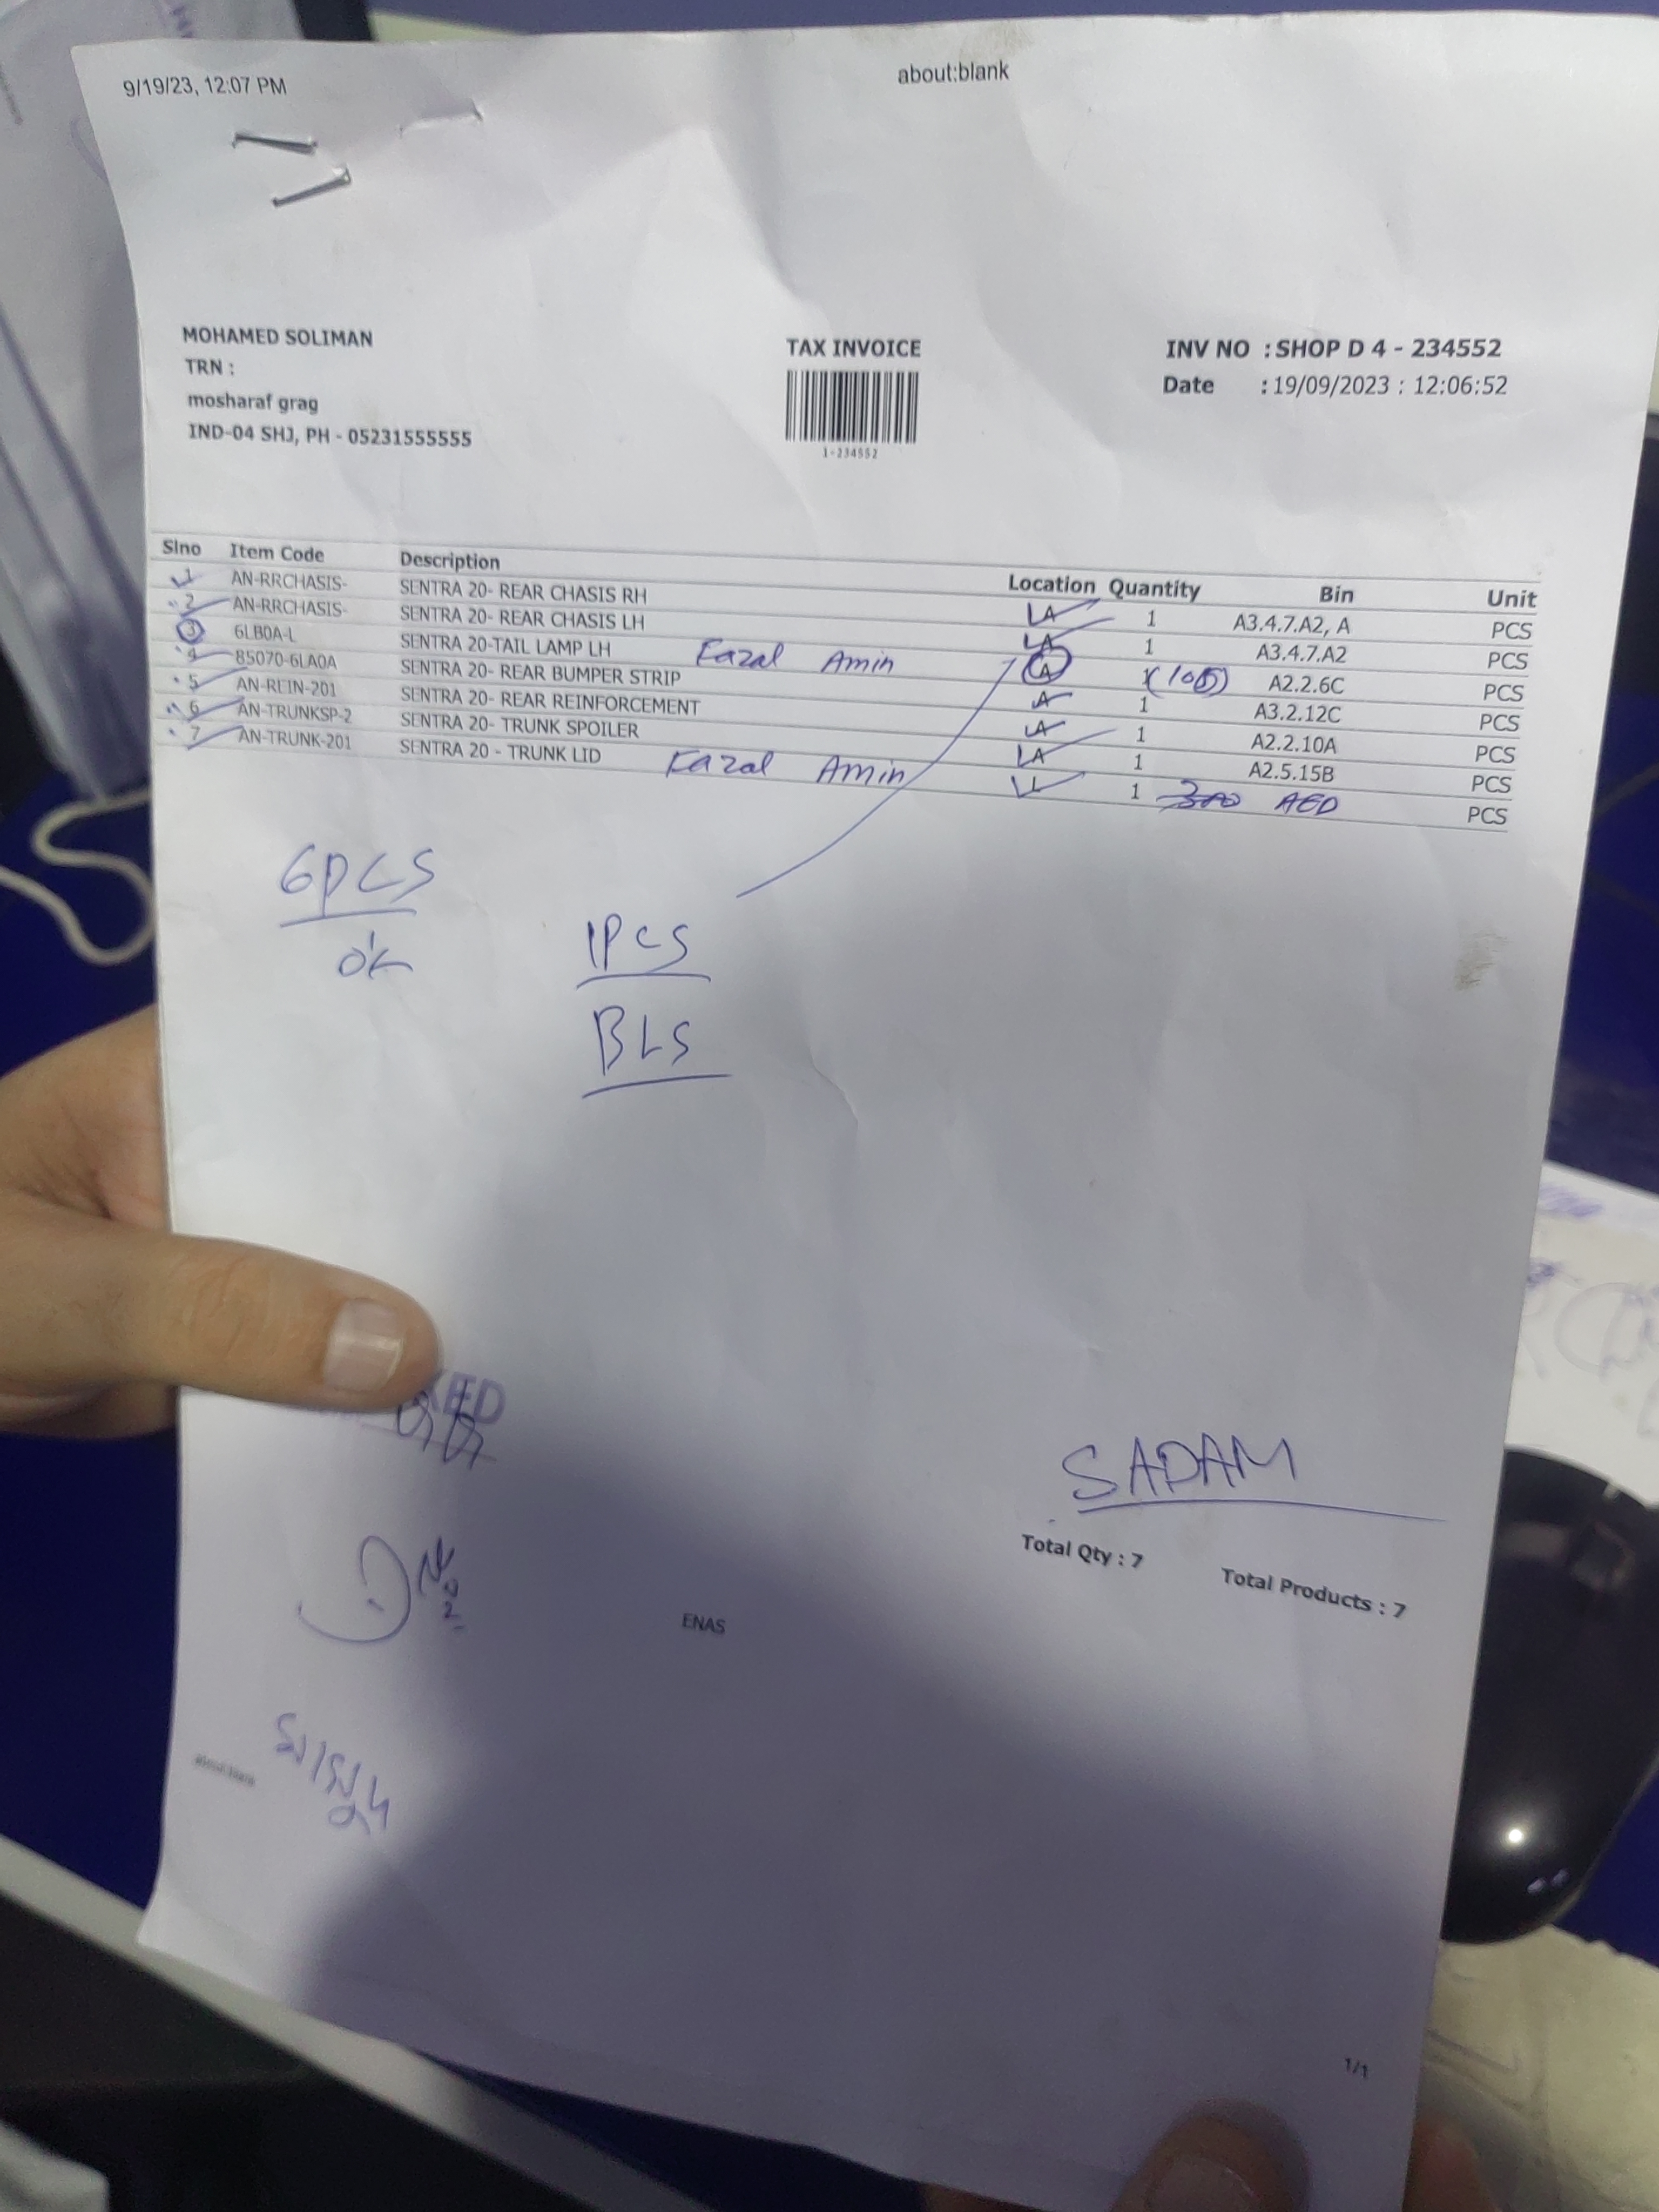 9/19/23, 12:07 PM about:blank
MOHAMED SOLIMAN TAX INVOICE INV NO : SHOP D 4 - 234552
TRN : Date : 19/09/2023 : 12:06:52
mosharaf grag
IND-04 SHJ, PH - 05231555555
1-234552
Slno Item Code Description Location Quantity Bin Unit
1 AN-RRCHASIS- SENTRA 20- REAR CHASIS RH LA 1 A3.4.7.A2, A PCS
2 AN-RRCHASIS- SENTRA 20- REAR CHASIS LH LA 1 A3.4.7.A2 PCS
3 6LB0A-L SENTRA 20-TAIL LAMP LH Fazal Amin A2.2.6C PCS
4 85070-6LA0A SENTRA 20- REAR BUMPER STRIP 1 A3.2.12C PCS
5 AN-REIN-201 SENTRA 20- REAR REINFORCEMENT LA 1 A2.2.10A PCS
6 AN-TRUNKSP-2 SENTRA 20- TRUNK SPOILER LA 1 A2.5.15B PCS
7 AN-TRUNK-201 SENTRA 20 - TRUNK LID Fazal Amin 1 300 AED PCS
6PCS
ok
1PCS
BLS
KED
SADAM
Total Qty : 7 Total Products : 7
ENAS
about:blank
1/1